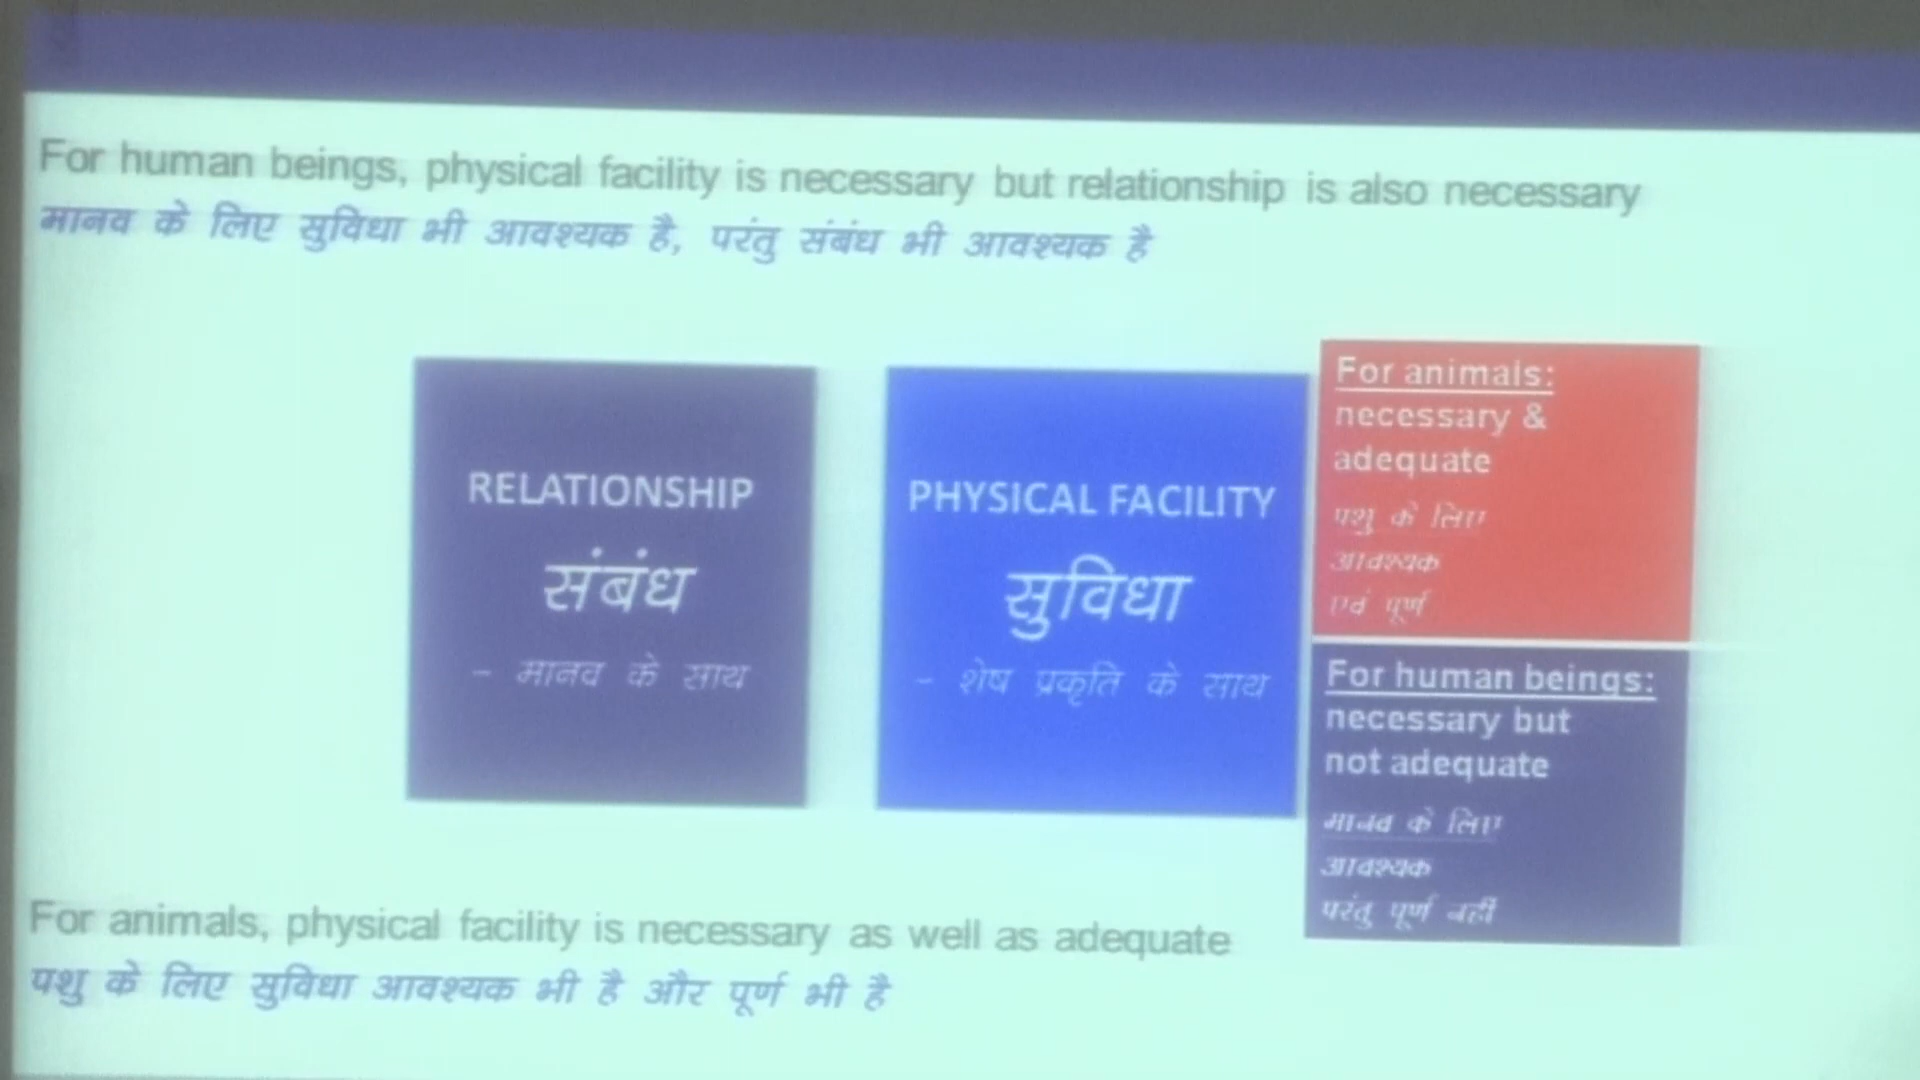 For human beings, physical facility is necessary but relationship is also necessary
मानव के लिए सुविधा भी आवश्यक है, परंतु संबंध भी आवश्यक है
RELATIONSHIP
संबंध
– मानव के साथ
PHYSICAL FACILITY
सुविधा
– शेष प्रकृति के साथ
For animals:
necessary &
adequate
पशु के लिए
आवश्यक
एवं पूर्ण
For human beings:
necessary but
not adequate
मानव के लिए
आवश्यक
परंतु पूर्ण नहीं
For animals, physical facility is necessary as well as adequate
पशु के लिए सुविधा आवश्यक भी है और पूर्ण भी है